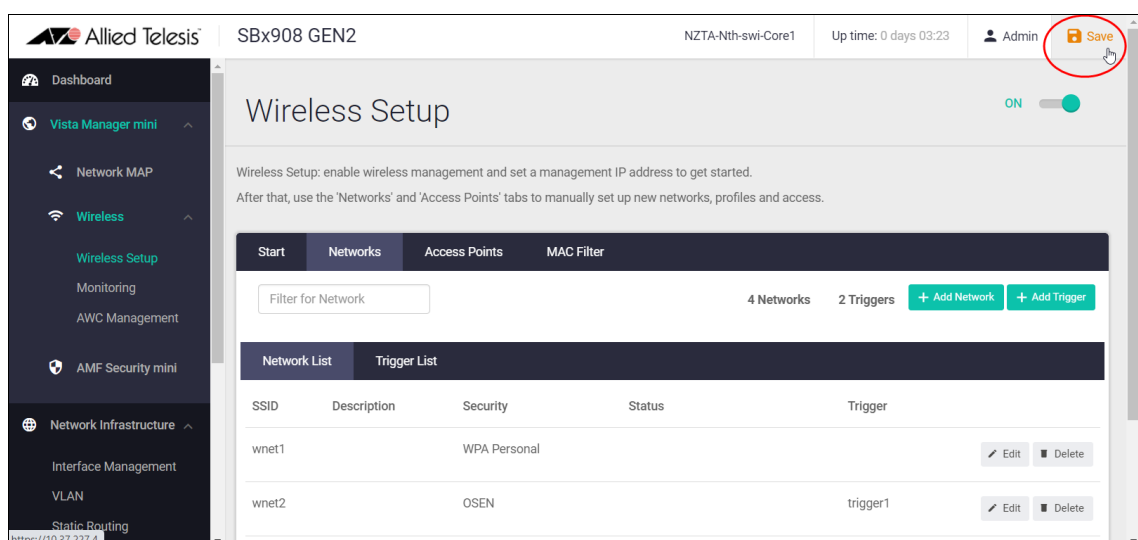 Allied Telesis
SBx908 GEN2
NZTA-Nth-swi-Core1
Up time: 0 days 03:23
Admin
Save
Dashboard
Vista Manager mini
Network MAP
Wireless
Wireless Setup
Monitoring
AWC Management
AMF Security mini
Network Infrastructure
Interface Management
VLAN
Static Routing
https://10.37.227.4
Wireless Setup
ON
Wireless Setup: enable wireless management and set a management IP address to get started.
After that, use the 'Networks' and 'Access Points' tabs to manually set up new networks, profiles and access.
Start Networks Access Points MAC Filter
Filter for Network 4 Networks 2 Triggers + Add Network + Add Trigger
Network List Trigger List
SSID Description Security Status Trigger
wnet1 WPA Personal Edit Delete
wnet2 OSEN trigger1 Edit Delete